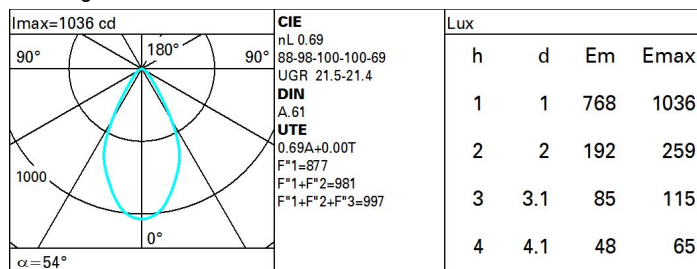 Imax=1036 cd
90° 180° 90°
1000
0°
α=54°
CIE
nL 0.69
88-98-100-100-69
UGR 21.5-21.4
DIN
A.61
UTE
0.69A+0.00T
F"1=877
F"1+F"2=981
F"1+F"2+F"3=997
Lux
h d Em Emax
1 1 768 1036
2 2 192 259
3 3.1 85 115
4 4.1 48 65